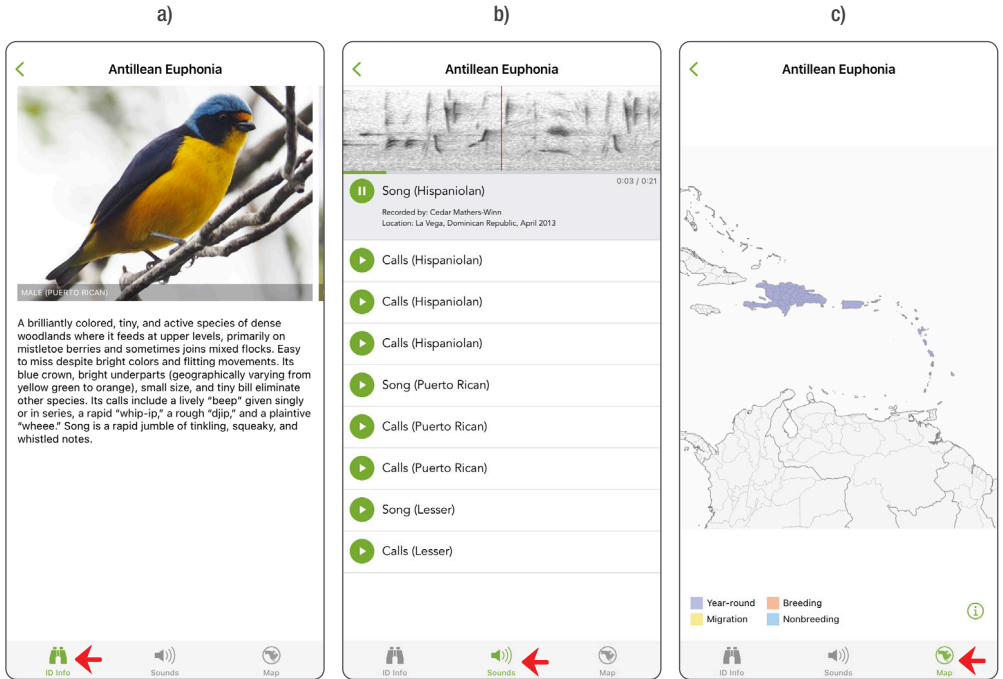 a)
Antillean Euphonia
MALE (PUERTO RICAN)
A brilliantly colored, tiny, and active species of dense
woodlands where it feeds at upper levels, primarily on
mistletoe berries and sometimes joins mixed flocks. Easy
to miss despite bright colors and flitting movements. Its
blue crown, bright underparts (geographically varying from
yellow green to orange), small size, and tiny bill eliminate
other species. Its calls include a lively “beep” given singly
or in series, a rapid “whip-ip,” a rough “djip,” and a plaintive
“wheee.” Song is a rapid jumble of tinkling, squeaky, and
whistled notes.
ID Info
Sounds
Map
b)
Antillean Euphonia
0:03 / 0:21
Song (Hispaniolan)
Recorded by: Cedar Mathers-Winn
Location: La Vega, Dominican Republic, April 2013
Calls (Hispaniolan)
Calls (Hispaniolan)
Calls (Hispaniolan)
Song (Puerto Rican)
Calls (Puerto Rican)
Calls (Puerto Rican)
Song (Lesser)
Calls (Lesser)
ID Info
Sounds
Map
c)
Antillean Euphonia
Year-round
Breeding
Migration
Nonbreeding
ID Info
Sounds
Map